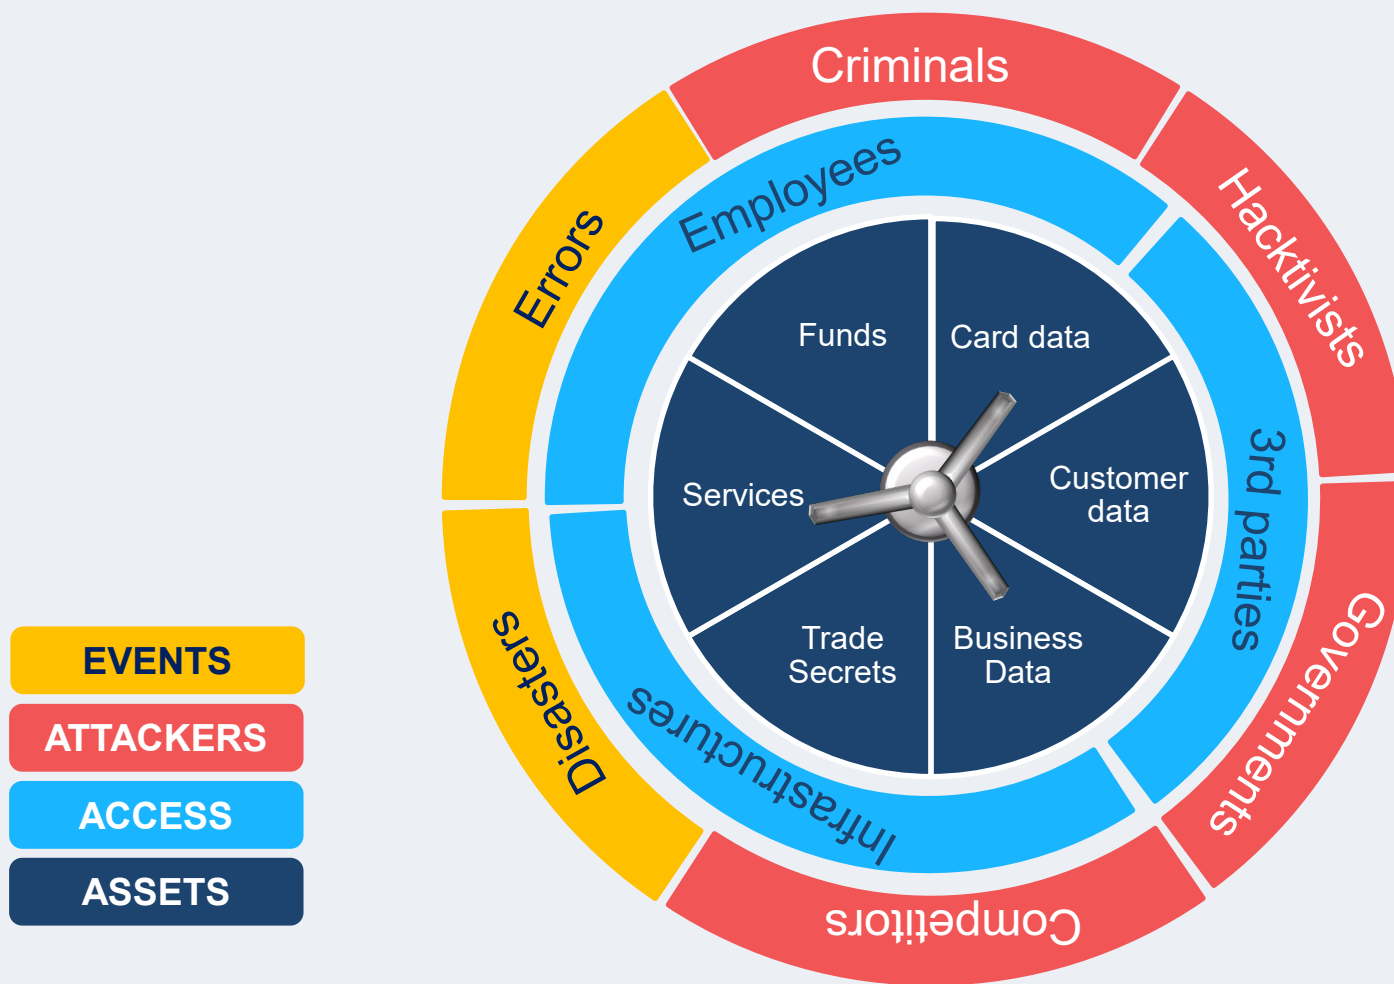 Criminals
Hacktivists
Governments
Competitors
Disasters
Errors
Employees
3rd parties
Infrastructures
Funds
Card data
Customer
data
Business
Data
Trade
Secrets
Services
EVENTS
ATTACKERS
ACCESS
ASSETS